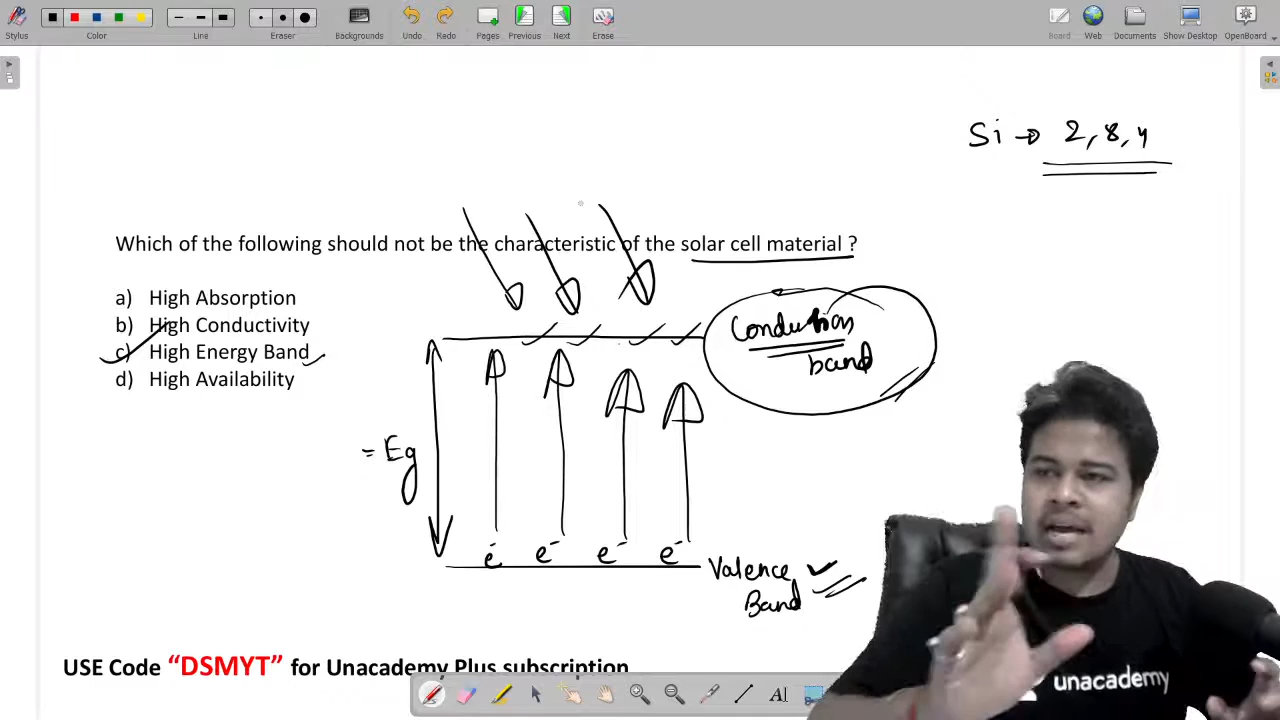 Stylus
Color
Line
Eraser
Backgrounds
Undo
Redo
Pages
Previous
Next
Erase
Board
Web
Documents
Show Desktop
OpenBoard
Si → 2, 8, 4
Which of the following should not be the characteristic of the solar cell material ?
a) High Absorption
b) High Conductivity
c) High Energy Band
d) High Availability
Conduction
band
= Eg
e⁻ e⁻ e⁻ e⁻
Valence
Band
USE Code “DSMYT” for Unacademy Plus subscription
AI
unacademy